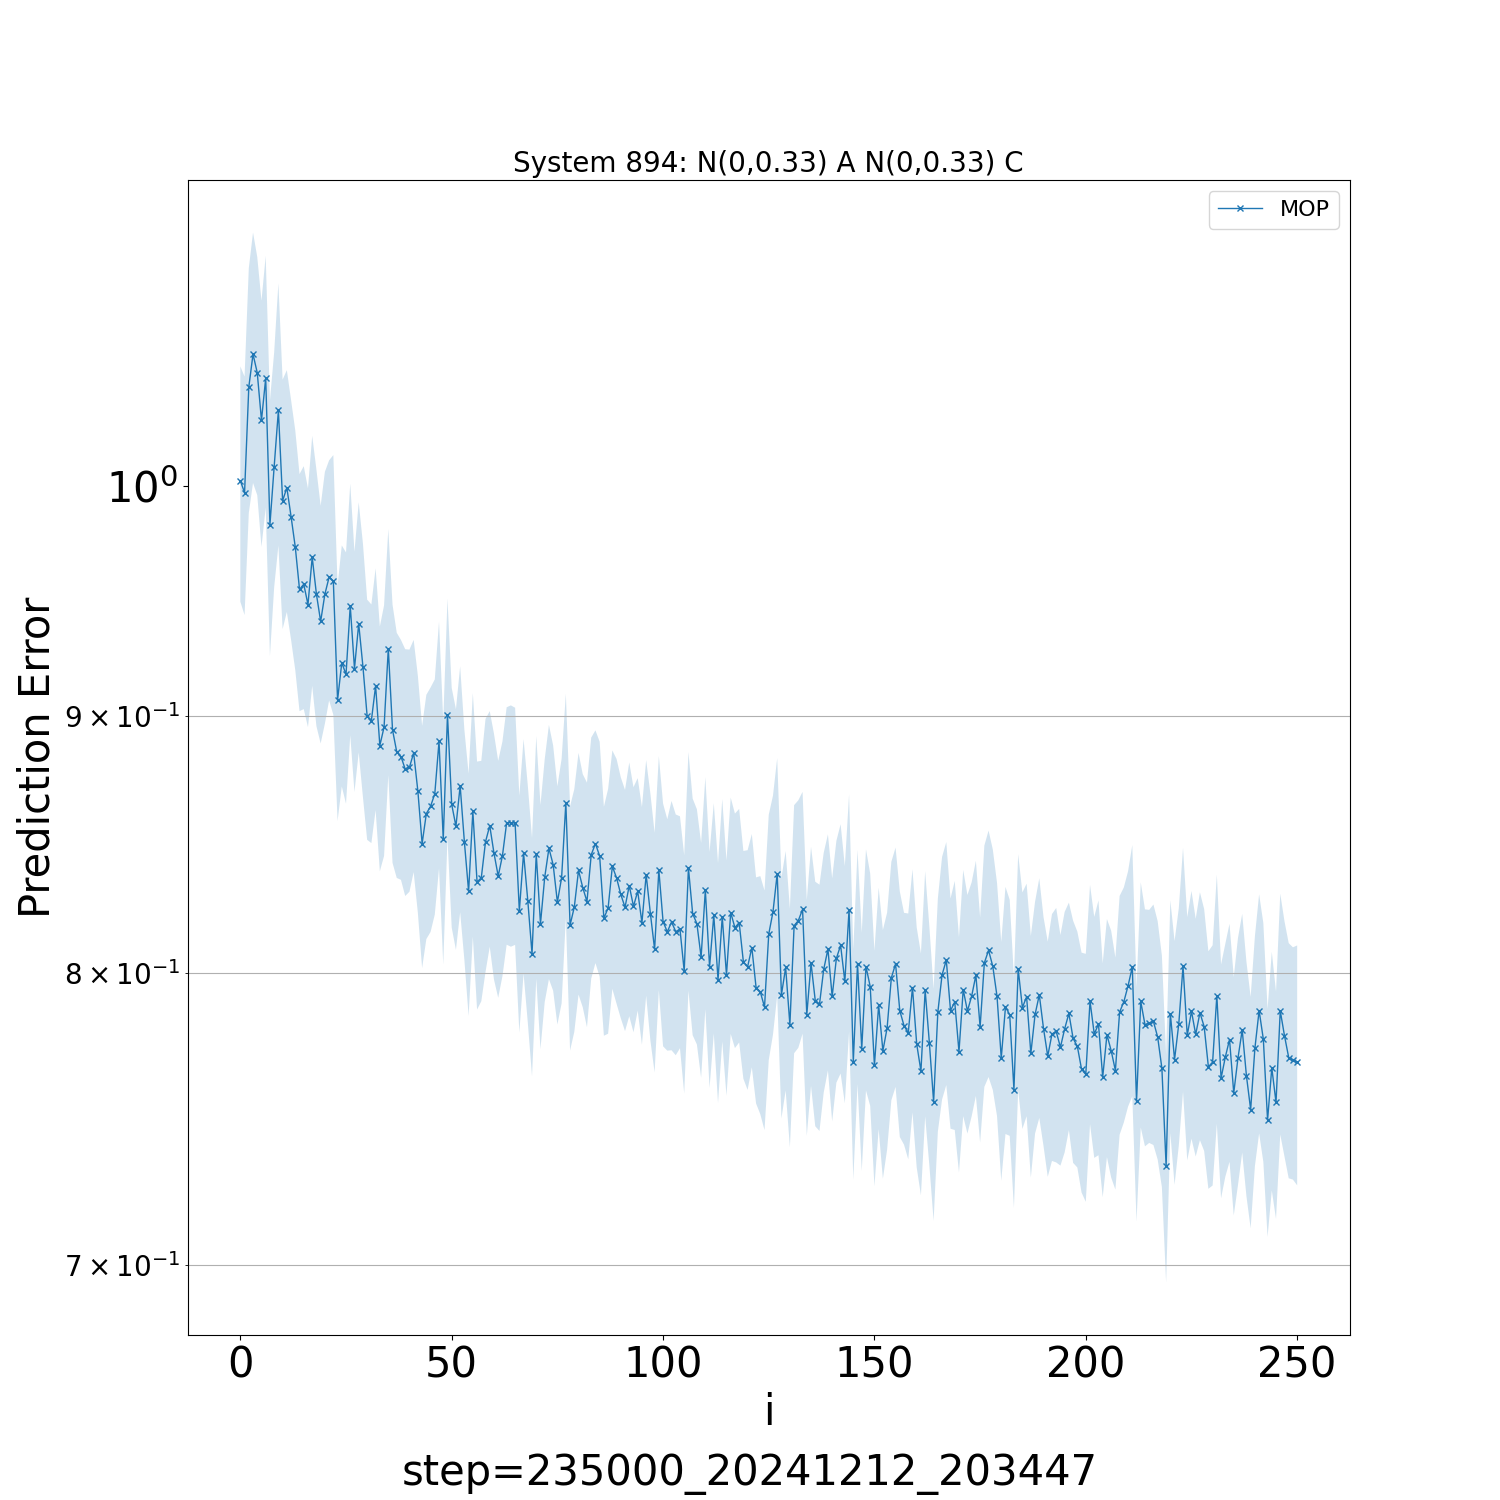 System 894: N(0,0.33) A N(0,0.33) C
MOP
10⁰
9 × 10⁻¹
8 × 10⁻¹
7 × 10⁻¹
Prediction Error
0 50 100 150 200 250
i
step=235000_20241212_203447